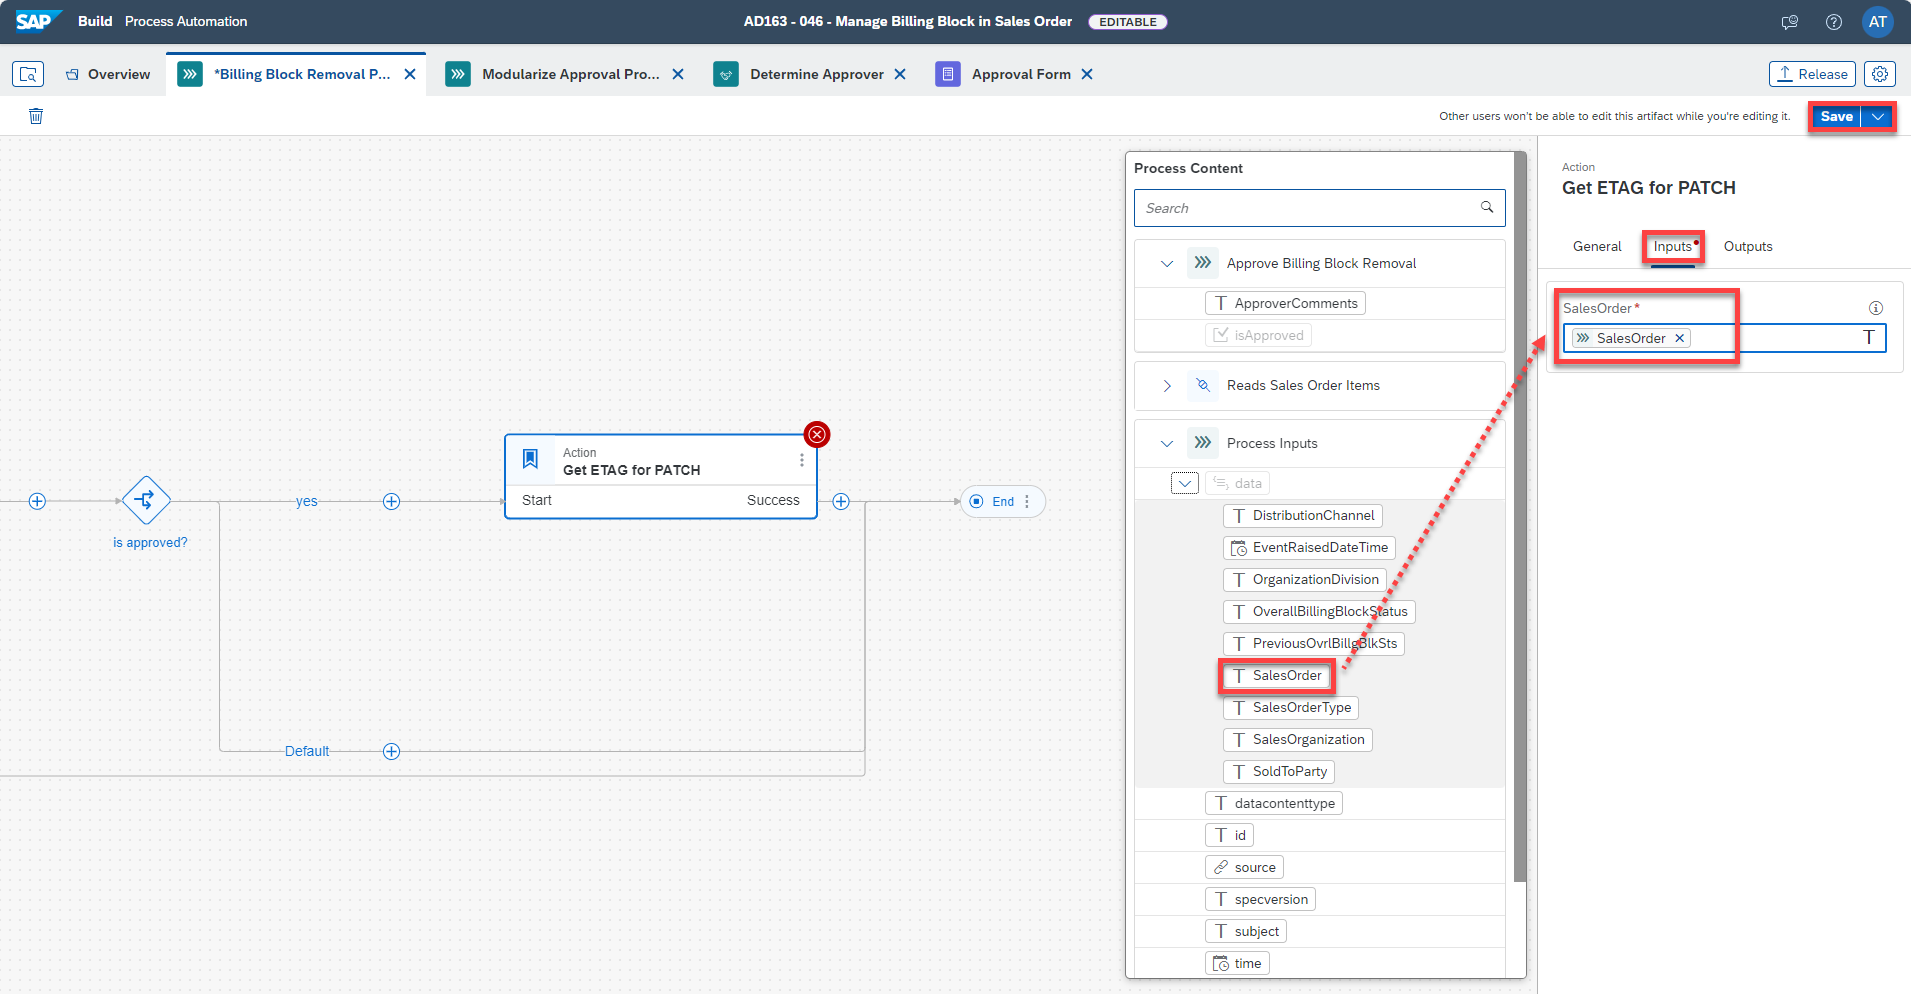 SAP Build Process Automation
AD163 - 046 - Manage Billing Block in Sales Order EDITABLE
AT
Overview
*Billing Block Removal P...
Modularize Approval Pro...
Determine Approver
Approval Form
Release
Other users won't be able to edit this artifact while you're editing it.
Save
is approved?
yes
Default
Action
Get ETAG for PATCH
Start Success
End
Process Content
Search
Approve Billing Block Removal
ApproverComments
isApproved
Reads Sales Order Items
Process Inputs
data
DistributionChannel
EventRaisedDateTime
OrganizationDivision
OverallBillingBlockStatus
PreviousOvrlBillgBlkSts
SalesOrder
SalesOrderType
SalesOrganization
SoldToParty
datacontenttype
id
source
specversion
subject
time
Action
Get ETAG for PATCH
General Inputs Outputs
SalesOrder*
SalesOrder